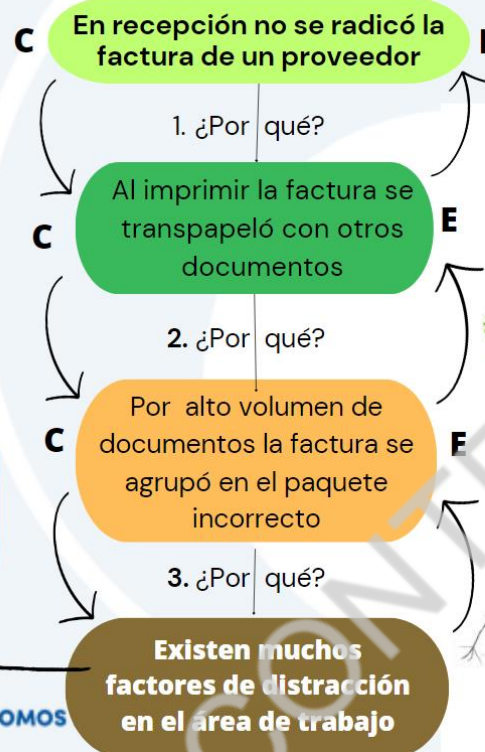 C
En recepción no se radicó la
factura de un proveedor
1. ¿Por qué?
Al imprimir la factura se
transpapeló con otros
documentos
C
E
2. ¿Por qué?
Por alto volumen de
documentos la factura se
agrupó en el paquete
incorrecto
C
E
3. ¿Por qué?
Existen muchos
factores de distracción
en el área de trabajo
OMOS
CONT